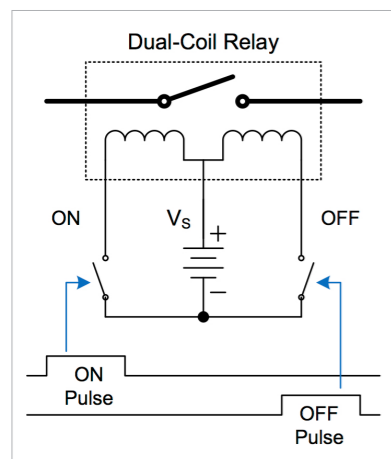 Dual-Coil Relay
ON
Vs
+
OFF
−
ON
Pulse
OFF
Pulse